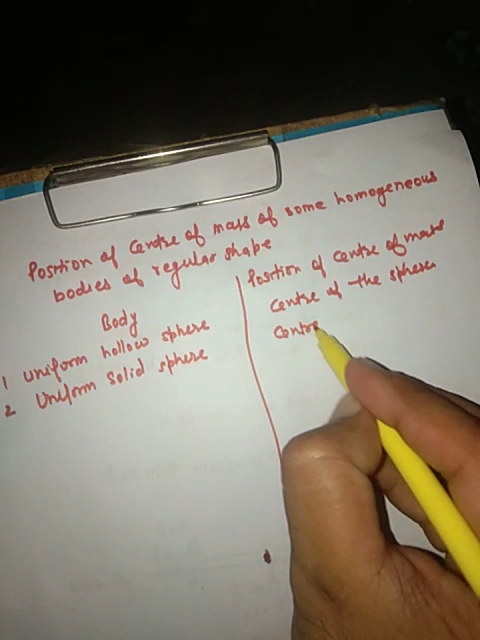 Position of Centre of mass of some homogeneous
bodies of regular shape
Body
Position of centre of mass
1 Uniform hollow sphere
centre of the sphere
2 Uniform Solid sphere
Centre